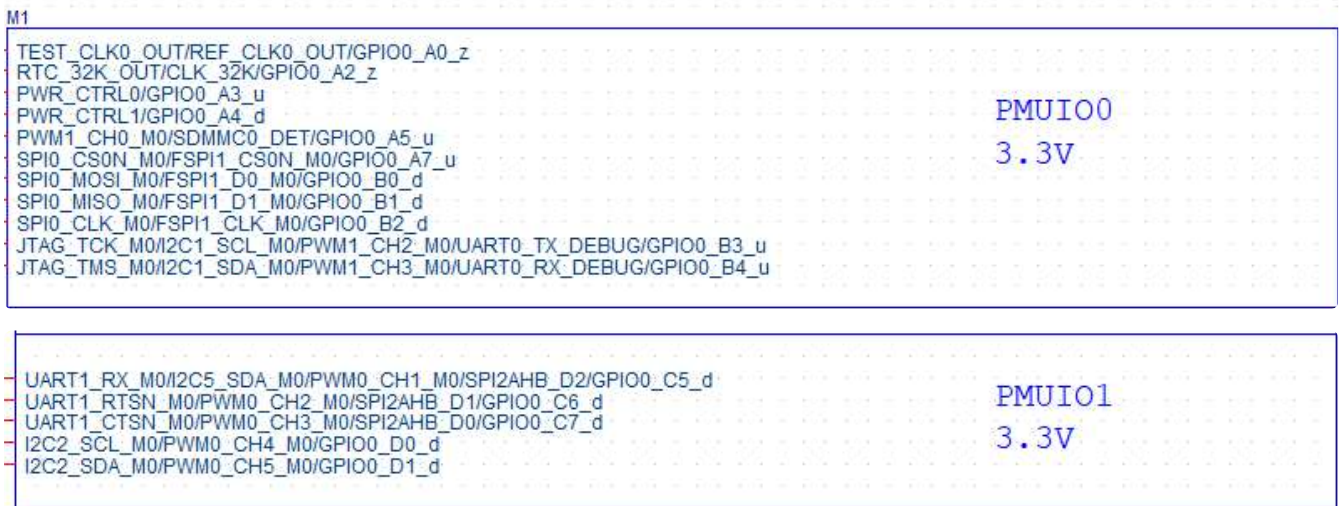 M1
TEST_CLK0_OUT/REF_CLK0_OUT/GPIO0_A0_z
RTC_32K_OUT/CLK_32K/GPIO0_A2_z
PWR_CTRL0/GPIO0_A3_u
PWR_CTRL1/GPIO0_A4_d
PWM1_CH0_M0/SDMMC0_DET/GPIO0_A5_u
SPI0_CS0N_M0/FSPI1_CS0N_M0/GPIO0_A7_u
SPI0_MOSI_M0/FSPI1_D0_M0/GPIO0_B0_d
SPI0_MISO_M0/FSPI1_D1_M0/GPIO0_B1_d
SPI0_CLK_M0/FSPI1_CLK_M0/GPIO0_B2_d
JTAG_TCK_M0/I2C1_SCL_M0/PWM1_CH2_M0/UART0_TX_DEBUG/GPIO0_B3_u
JTAG_TMS_M0/I2C1_SDA_M0/PWM1_CH3_M0/UART0_RX_DEBUG/GPIO0_B4_u
PMUIO0
3.3V
UART1_RX_M0/I2C5_SDA_M0/PWM0_CH1_M0/SPI2AHB_D2/GPIO0_C5_d
UART1_RTSN_M0/PWM0_CH2_M0/SPI2AHB_D1/GPIO0_C6_d
UART1_CTSN_M0/PWM0_CH3_M0/SPI2AHB_D0/GPIO0_C7_d
I2C2_SCL_M0/PWM0_CH4_M0/GPIO0_D0_d
I2C2_SDA_M0/PWM0_CH5_M0/GPIO0_D1_d
PMUIO1
3.3V